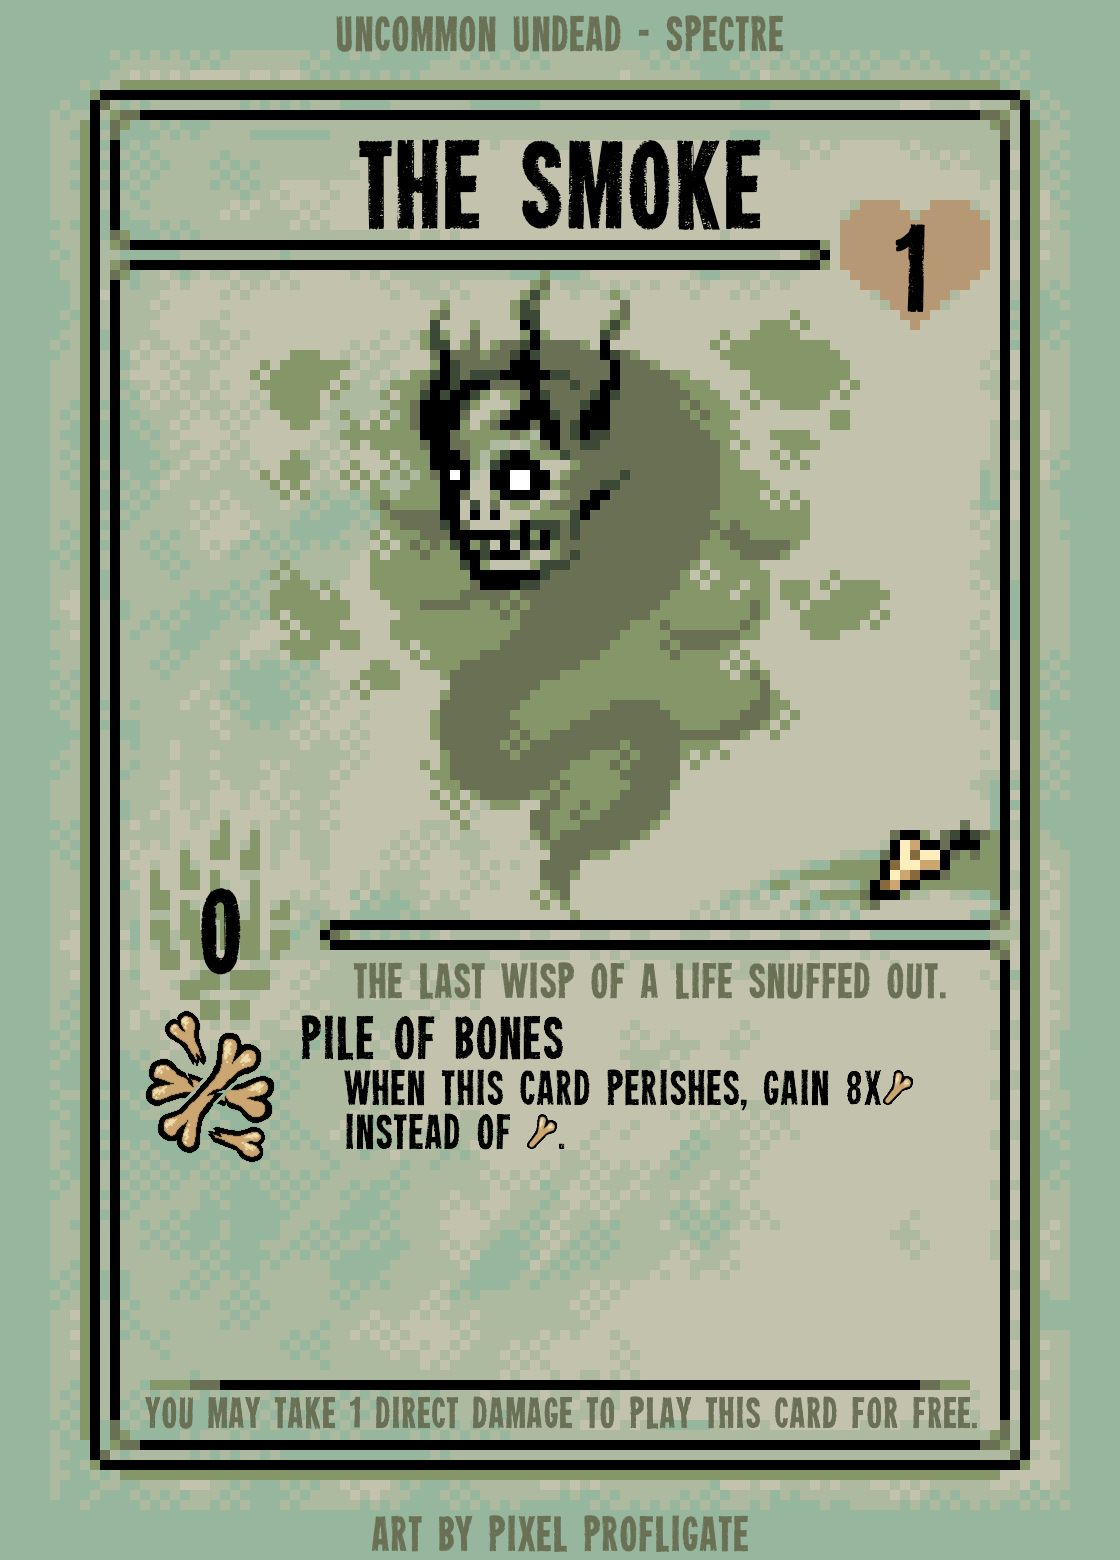 UNCOMMON UNDEAD - SPECTRE
THE SMOKE
1
0
THE LAST WISP OF A LIFE SNUFFED OUT.
PILE OF BONES
WHEN THIS CARD PERISHES, GAIN 8X
INSTEAD OF .
YOU MAY TAKE 1 DIRECT DAMAGE TO PLAY THIS CARD FOR FREE.
ART BY PIXEL PROFLIGATE